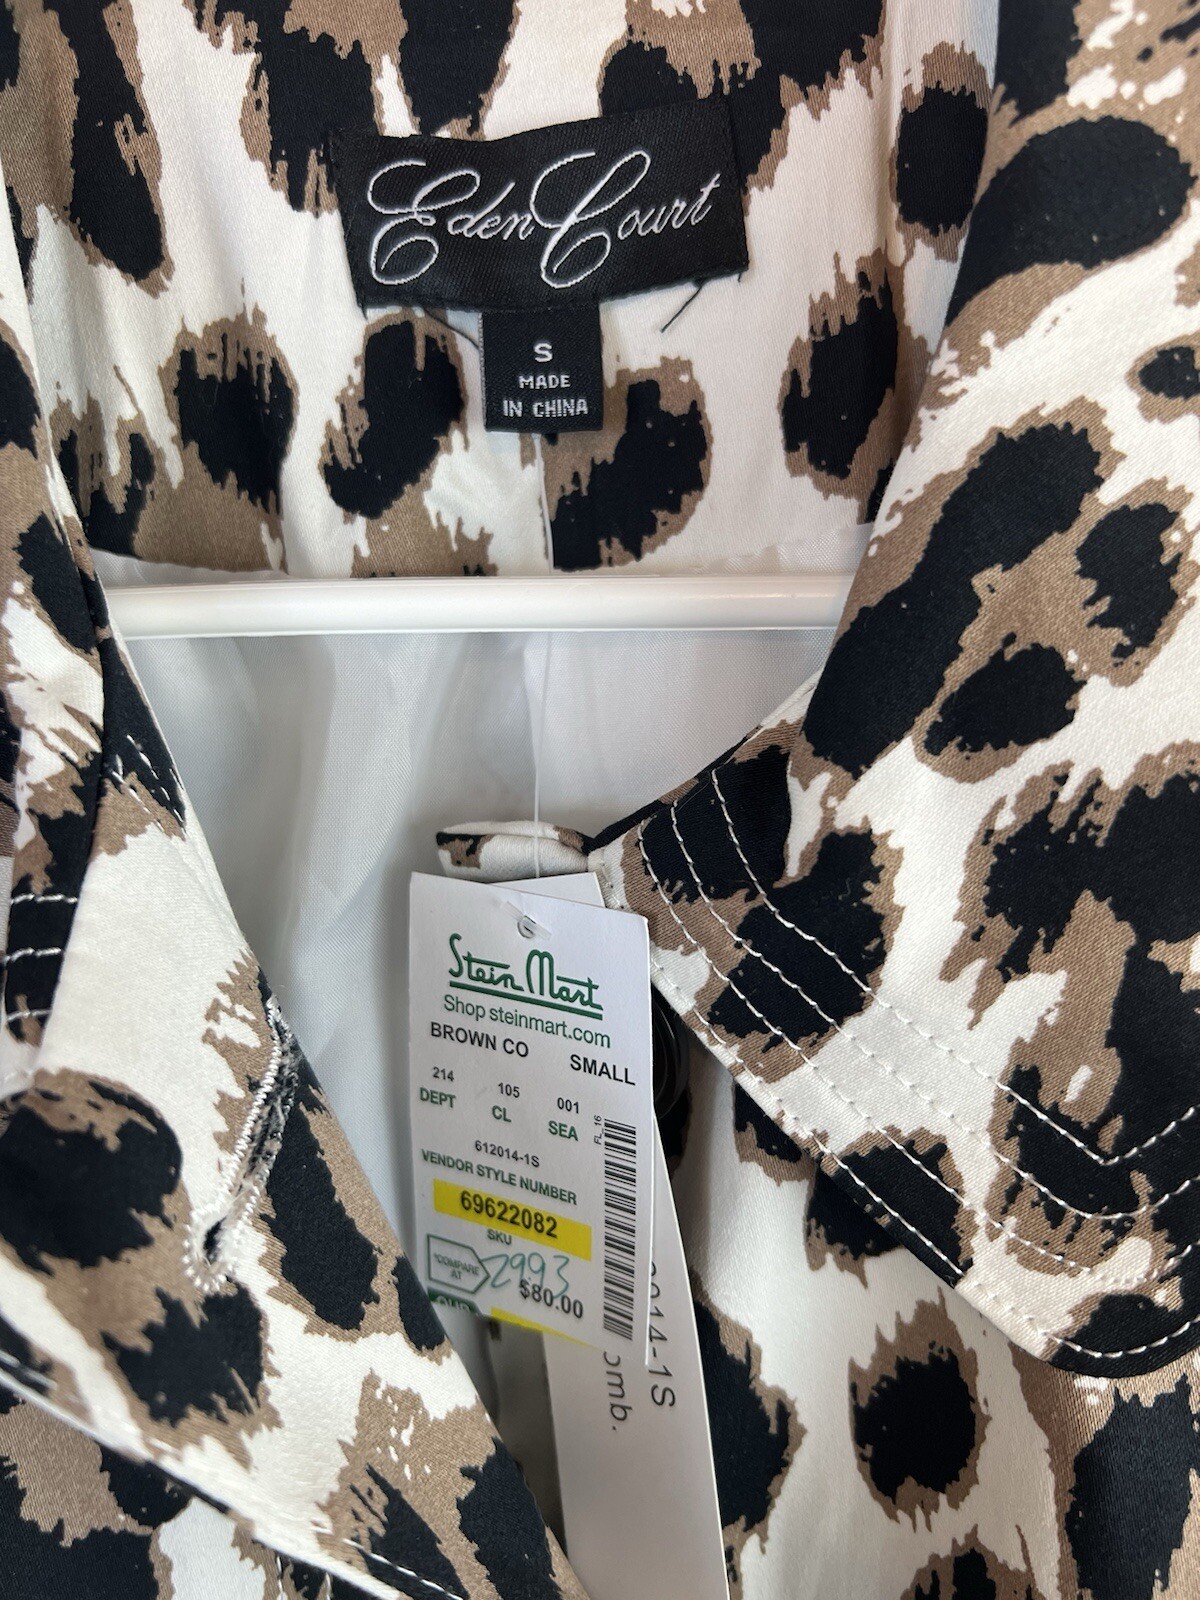 Eden Court
S
MADE
IN CHINA
Stein Mart
Shop steinmart.com
BROWN CO SMALL
214 105 001
DEPT CL SEA
612014-1S
VENDOR STYLE NUMBER
69622082
SKU
*COMPARE
AT
2993
$80.00
OUR
FL 16
2014-1S
omb.